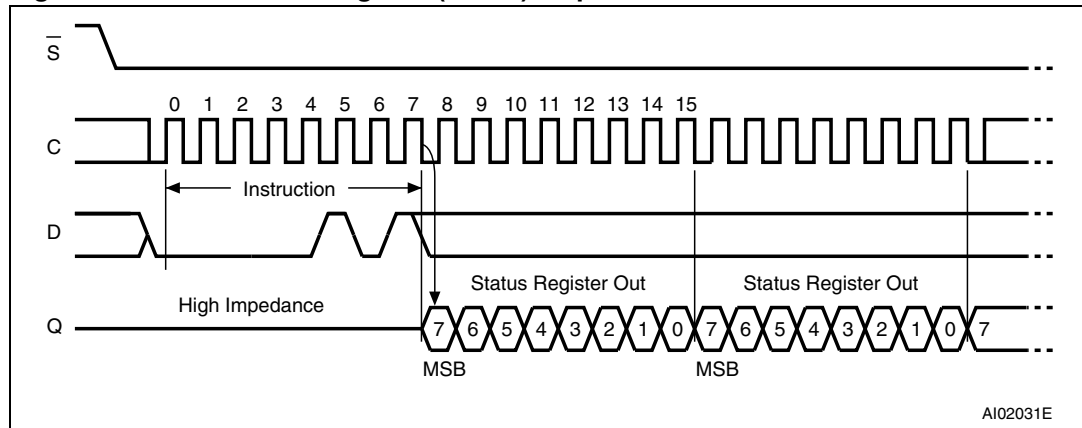 S
0 1 2 3 4 5 6 7 8 9 10 11 12 13 14 15
C
Instruction
D
Status Register Out Status Register Out
High Impedance
Q 7 6 5 4 3 2 1 0 7 6 5 4 3 2 1 0 7
MSB MSB
AI02031E